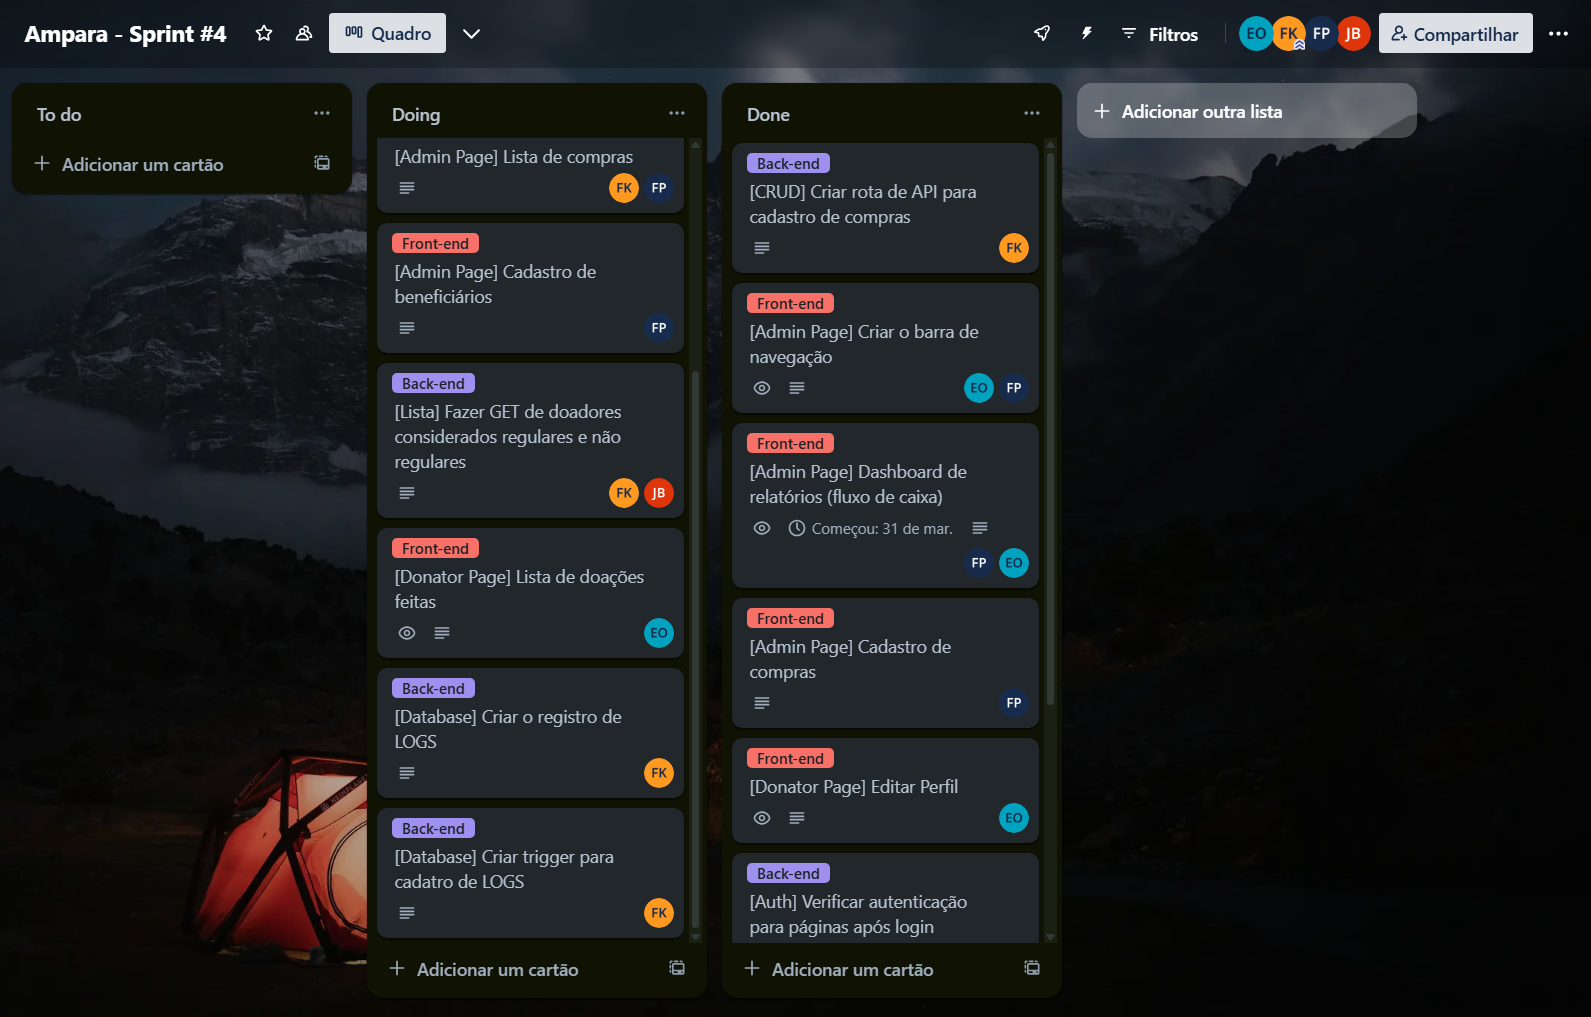 Ampara - Sprint #4
Quadro
Filtros
EO
FK
FP
JB
Compartilhar
To do
Adicionar um cartão
Doing
[Admin Page] Lista de compras
FK
FP
Front-end
[Admin Page] Cadastro de
beneficiários
FP
Back-end
[Lista] Fazer GET de doadores
considerados regulares e não
regulares
FK
JB
Front-end
[Donator Page] Lista de doações
feitas
EO
Back-end
[Database] Criar o registro de
LOGS
FK
Back-end
[Database] Criar trigger para
cadatro de LOGS
FK
Adicionar um cartão
Done
Back-end
[CRUD] Criar rota de API para
cadastro de compras
FK
Front-end
[Admin Page] Criar o barra de
navegação
EO
FP
Front-end
[Admin Page] Dashboard de
relatórios (fluxo de caixa)
Começou: 31 de mar.
FP
EO
Front-end
[Admin Page] Cadastro de
compras
FP
Front-end
[Donator Page] Editar Perfil
EO
Back-end
[Auth] Verificar autenticação
para páginas após login
Adicionar um cartão
Adicionar outra lista